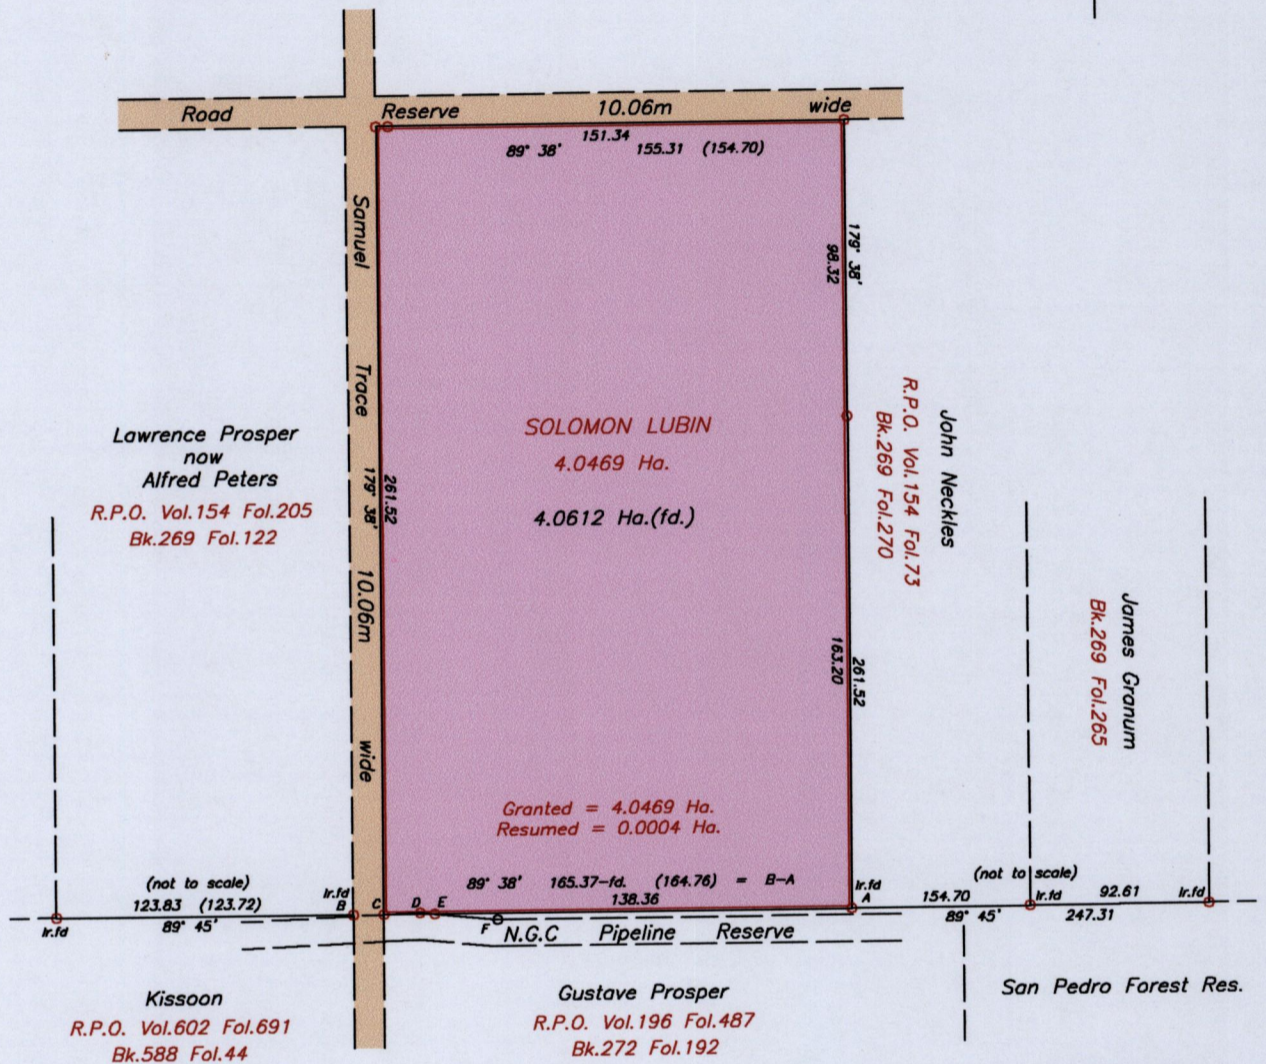 Road Reserve 10.06m wide
151.34
89° 38' 155.31 (154.70)
Samuel Trace 10.06m wide
179° 38'
261.52
179° 38'
98.32
SOLOMON LUBIN
4.0469 Ha.
4.0612 Ha.(fd.)
Lawrence Prosper
now
Alfred Peters
R.P.O. Vol.154 Fol.205
Bk.269 Fol.122
John Neckles
R.P.O. Vol.154 Fol.73
Bk.269 Fol.270
James Granum
Bk.269 Fol.265
261.52
163.20
Granted = 4.0469 Ha.
Resumed = 0.0004 Ha.
89° 38' 165.37-fd. (164.76) = B-A
138.36
(not to scale)
123.83 (123.72)
89° 45'
Ir.fd
Ir.fd
B
C
D
E
F
Ir.fd
A
(not to scale)
154.70
Ir.fd
92.61
Ir.fd
89° 45'
247.31
N.G.C Pipeline Reserve
Kissoon
R.P.O. Vol.602 Fol.691
Bk.588 Fol.44
Gustave Prosper
R.P.O. Vol.196 Fol.487
Bk.272 Fol.192
San Pedro Forest Res.